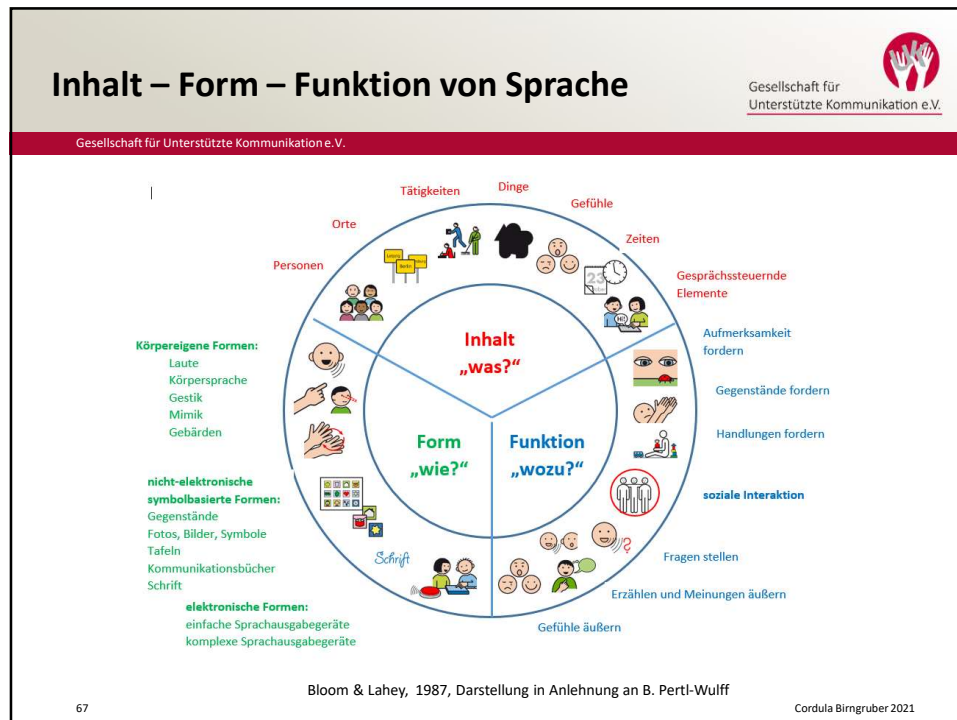 Inhalt – Form – Funktion von Sprache
Gesellschaft für
Unterstützte Kommunikation e.V.
Gesellschaft für Unterstützte Kommunikation e.V.
Tätigkeiten
Dinge
Gefühle
Orte
Zeiten
Personen
Gesprächssteuernde
Elemente
Leipzig
Berlin
23
Hi!
Inhalt
„was?“
Körpereigene Formen:
Laute
Körpersprache
Gestik
Mimik
Gebärden
Aufmerksamkeit
fordern
Gegenstände fordern
Handlungen fordern
Form
„wie?“
Funktion
„wozu?“
nicht-elektronische
symbolbasierte Formen:
Gegenstände
Fotos, Bilder, Symbole
Tafeln
Kommunikationsbücher
Schrift
soziale Interaktion
Schrift
?
Fragen stellen
Erzählen und Meinungen äußern
Gefühle äußern
elektronische Formen:
einfache Sprachausgabegeräte
komplexe Sprachausgabegeräte
Bloom & Lahey, 1987, Darstellung in Anlehnung an B. Pertl-Wulff
67
Cordula Birngruber 2021